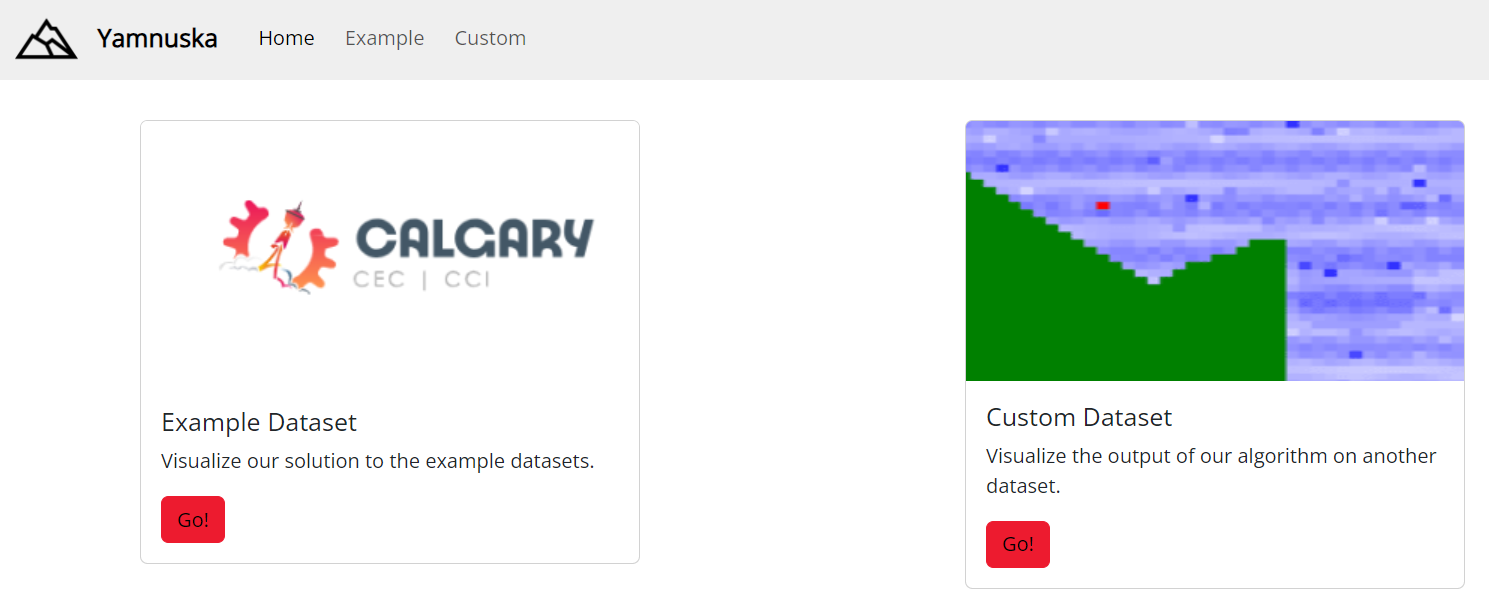 Yamnuska Home Example Custom
CALGARY
CEC | CCI
Example Dataset
Visualize our solution to the example datasets.
Go!
Custom Dataset
Visualize the output of our algorithm on another
dataset.
Go!